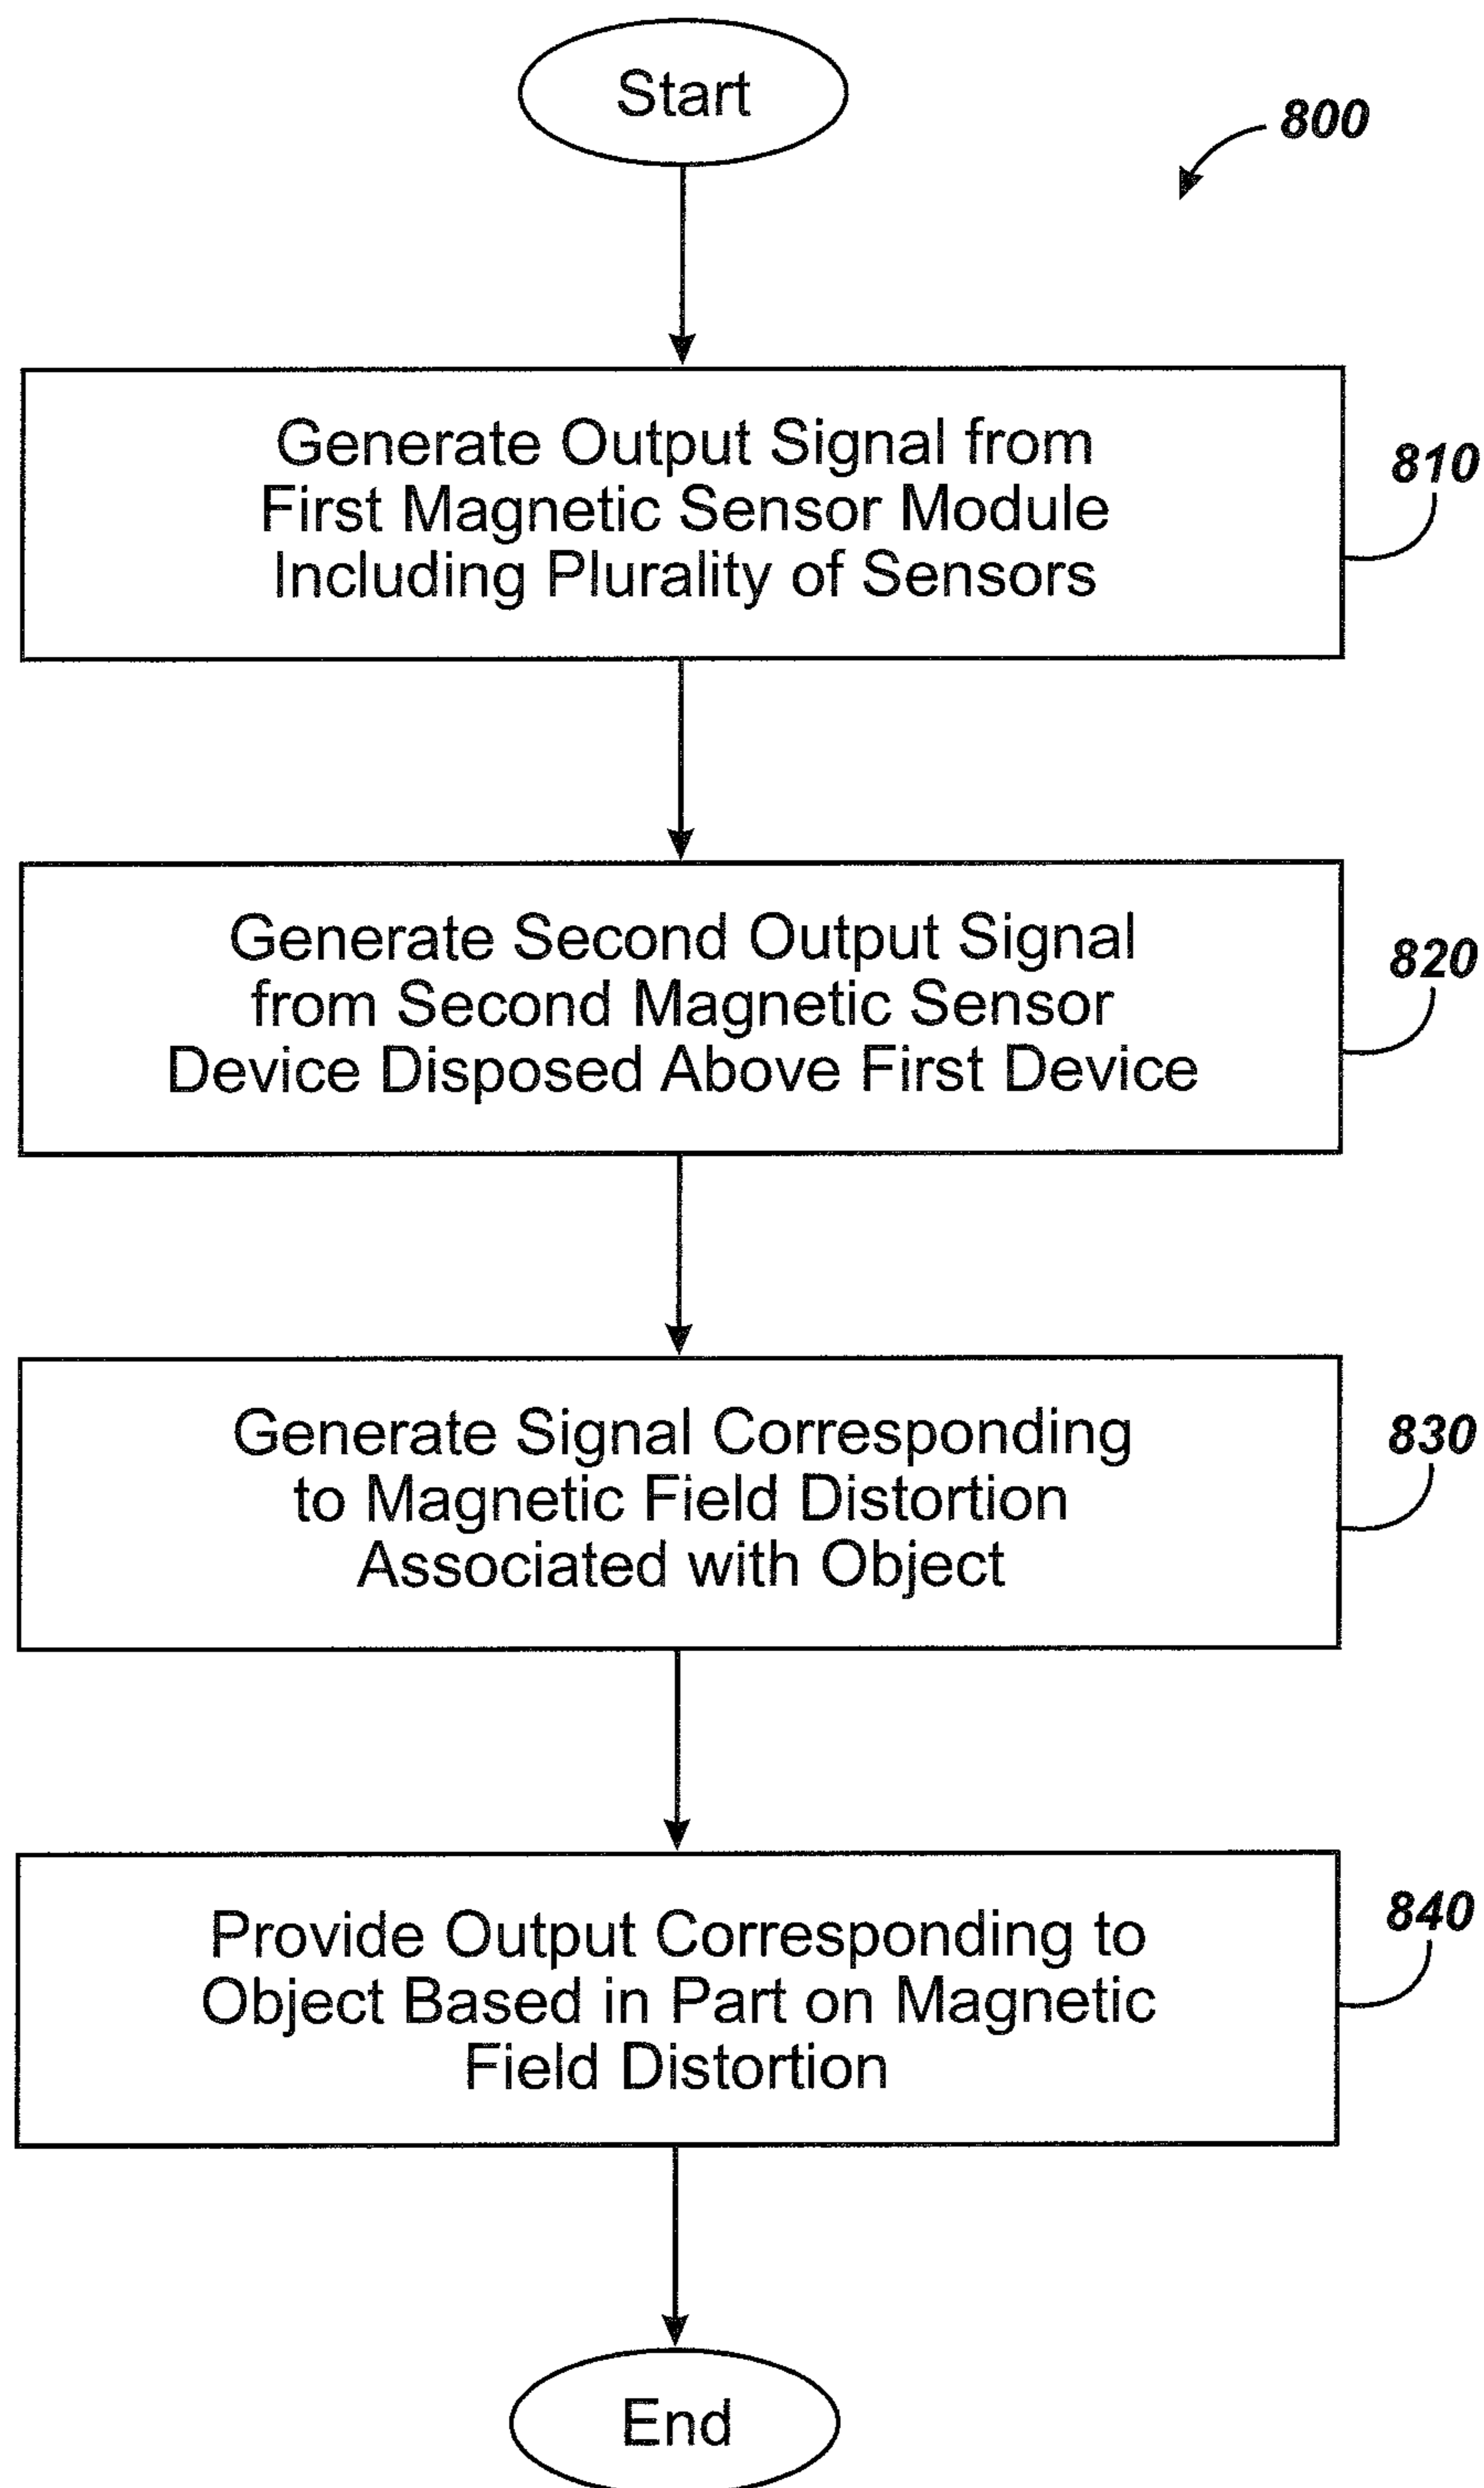 Start
800
Generate Output Signal from
First Magnetic Sensor Module
Including Plurality of Sensors
810
Generate Second Output Signal
from Second Magnetic Sensor
Device Disposed Above First Device
820
Generate Signal Corresponding
to Magnetic Field Distortion
Associated with Object
830
Provide Output Corresponding to
Object Based in Part on Magnetic
Field Distortion
840
End